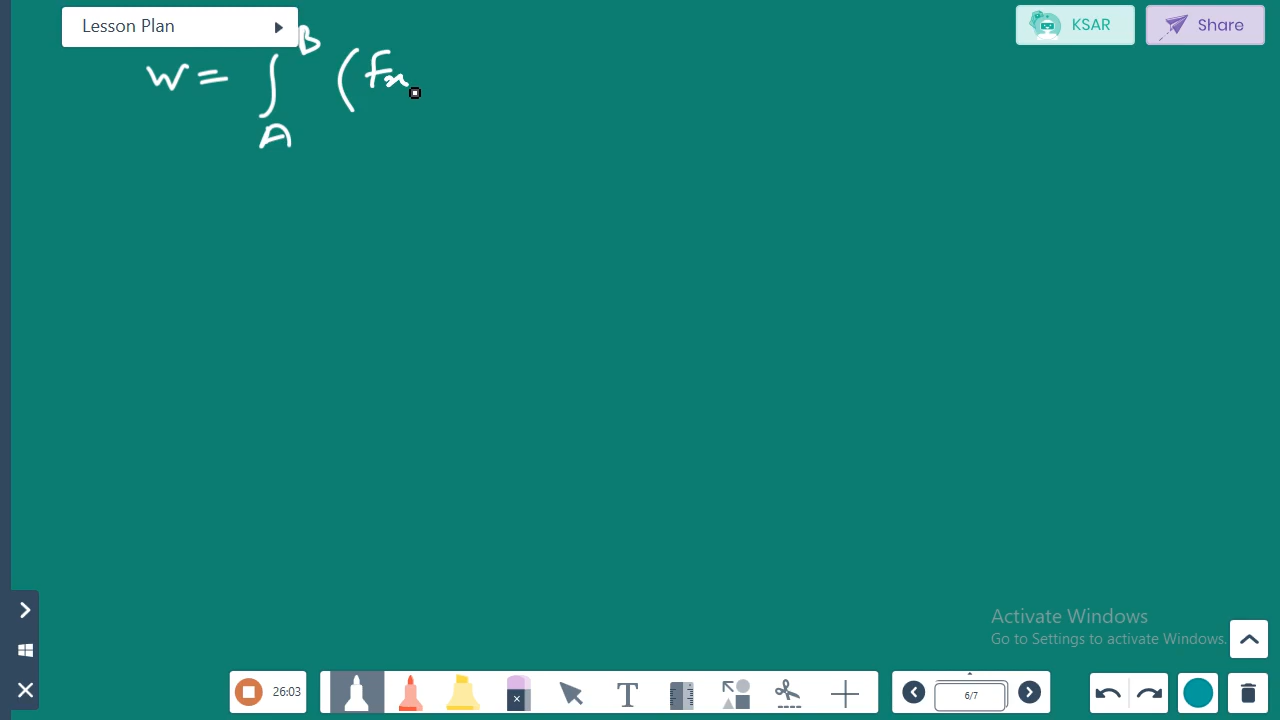 Lesson Plan
KSAR
Share
W = ∫_A^B (Fx
Activate Windows
Go to Settings to activate Windows.
26:03
T
6/7